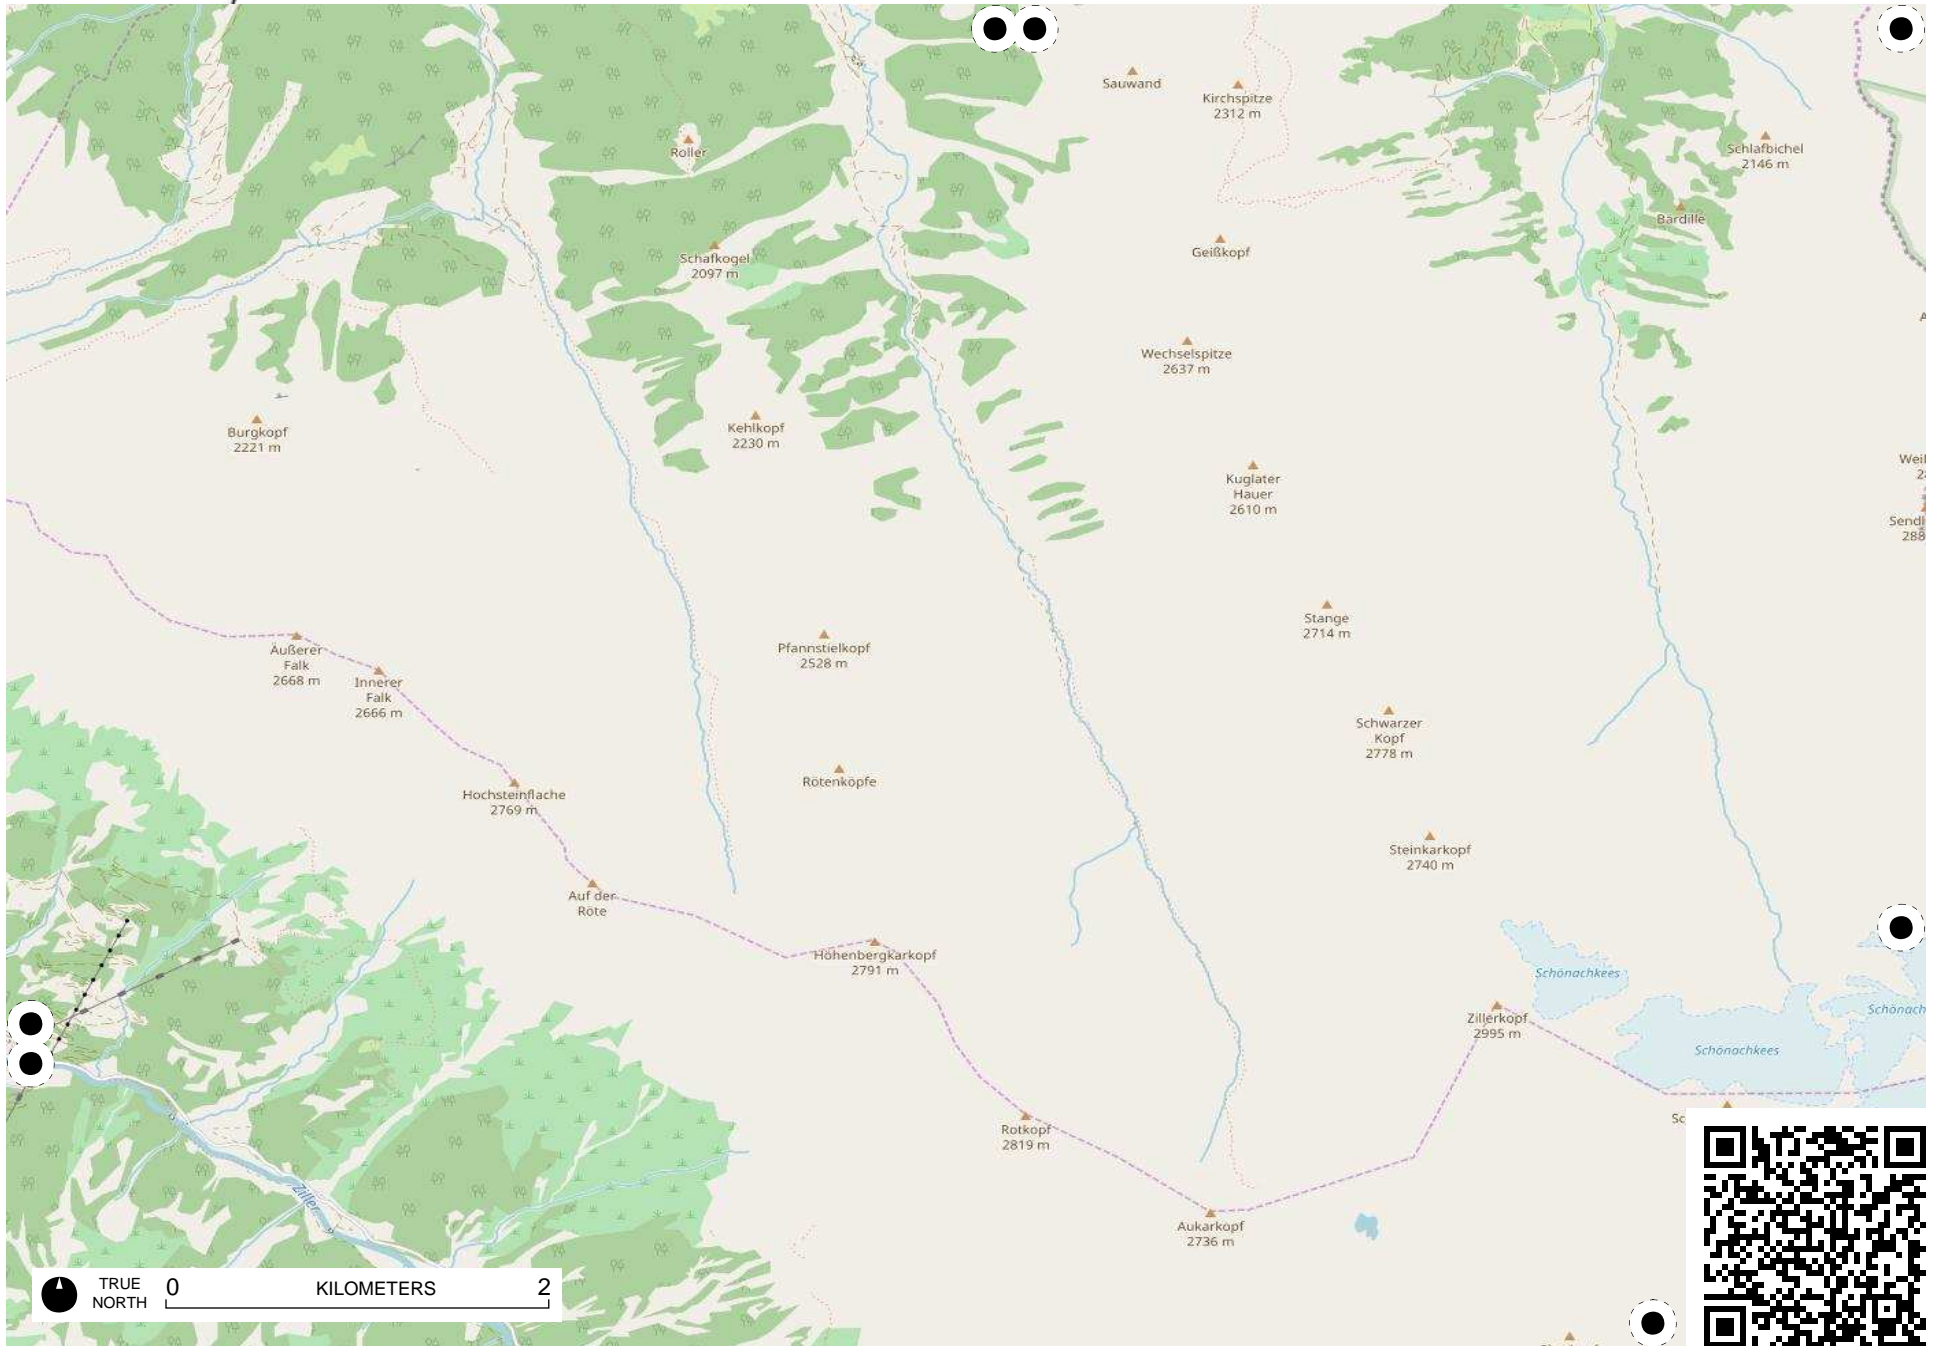 Sauwand
Kirchspitze
2312 m
Roller
Schlafbichel
2146 m
Bärdille
Geißkopf
Schafkogel
2097 m
Wechselspitze
2637 m
Burgkopf
2221 m
Kehlkopf
2230 m
Kuglater
Hauer
2610 m
Stange
2714 m
Äußerer
Falk
2668 m
Innerer
Falk
2666 m
Pfannstielkopf
2528 m
Schwarzer
Kopf
2778 m
Hochsteinflache
2769 m
Rötenköpfe
Steinkarkopf
2740 m
Auf der
Röte
Höhenbergkarkopf
2791 m
Schönachkees
Zillerkopf
2995 m
Schönach
Schönachkees
Rotkopf
2819 m
Ziller
Aukarkopf
2736 m
TRUE
NORTH
0 KILOMETERS 2